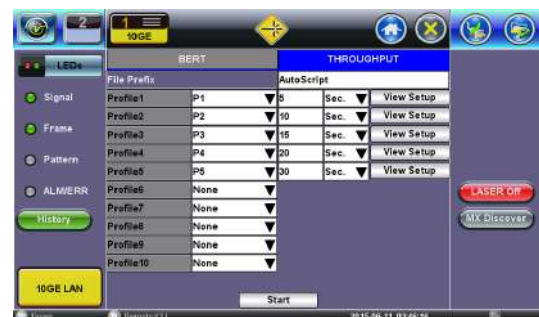 2
1
10GE
LEDs
BERT
THROUGHPUT
File Prefix
AutoScript
Signal
Frame
Pattern
ALM/ERR
History
10GE LAN
Profile1 P1 5 Sec. View Setup
Profile2 P2 10 Sec. View Setup
Profile3 P3 15 Sec. View Setup
Profile4 P4 20 Sec. View Setup
Profile5 P5 30 Sec. View Setup
Profile6 None
Profile7 None
Profile8 None
Profile9 None
Profile10 None
Start
LASER Off
MX Discover